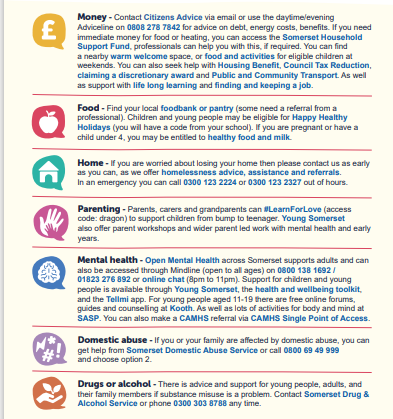 £
Money - Contact Citizens Advice via email or use the daytime/evening
Adviceline on 0808 278 7842 for advice on debt, energy costs, benefits. If you need
immediate money for food or heating, you can access the Somerset Household
Support Fund, professionals can help you with this, if required. You can find
a nearby warm welcome space, or food and activities for eligible children at
weekends. You can also seek help with Housing Benefit, Council Tax Reduction,
claiming a discretionary award and Public and Community Transport. As well
as support with life long learning and finding and keeping a job.
Food - Find your local foodbank or pantry (some need a referral from a
professional). Children and young people may be eligible for Happy Healthy
Holidays (you will have a code from your school). If you are pregnant or have a
child under 4, you may be entitled to healthy food and milk.
Home - If you are worried about losing your home then please contact us as early
as you can, as we offer homelessness advice, assistance and referrals.
In an emergency you can call 0300 123 2224 or 0300 123 2327 out of hours.
Parenting - Parents, carers and grandparents can #LearnForLove (access
code: dragon) to support children from bump to teenager. Young Somerset
also offer parent workshops and wider parent led work with mental health and early
years.
Mental health - Open Mental Health across Somerset supports adults and can
also be accessed through Mindline (open to all ages) on 0800 138 1692 /
01823 276 892 or online chat (8pm to 11pm). Support for children and young
people is available through Young Somerset, the health and wellbeing toolkit,
and the Tellmi app. For young people aged 11-19 there are free online forums,
guides and counselling at Kooth. As well as lots of activities for body and mind at
SASP. You can also make a CAMHS referral via CAMHS Single Point of Access.
*!
#!
Domestic abuse - If you or your family are affected by domestic abuse, you can
get help from Somerset Domestic Abuse Service or call 0800 69 49 999
and choose option 2.
Drugs or alcohol - There is advice and support for young people, adults, and
their family members if substance misuse is a problem. Contact Somerset Drug &
Alcohol Service or phone 0300 303 8788 any time.